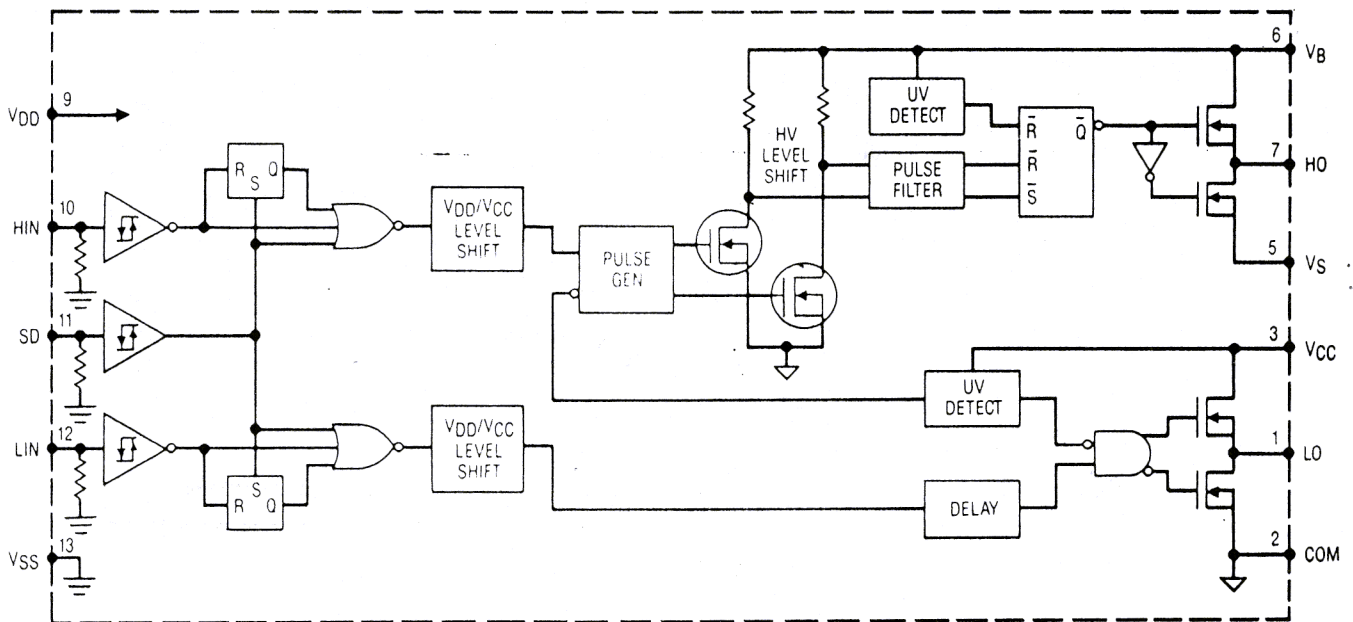 6 VB
UV
DETECT
9
VDD
R̅ Q̅
HV
LEVEL
SHIFT
7 HO
R Q
S
R̅
PULSE
FILTER
S̅
10
HIN
VDD/VCC
LEVEL
SHIFT
5
VS
PULSE
GEN
11
SD
3
VCC
UV
DETECT
12
LIN
VDD/VCC
LEVEL
SHIFT
1
LO
S
R Q
DELAY
13
VSS
2
COM